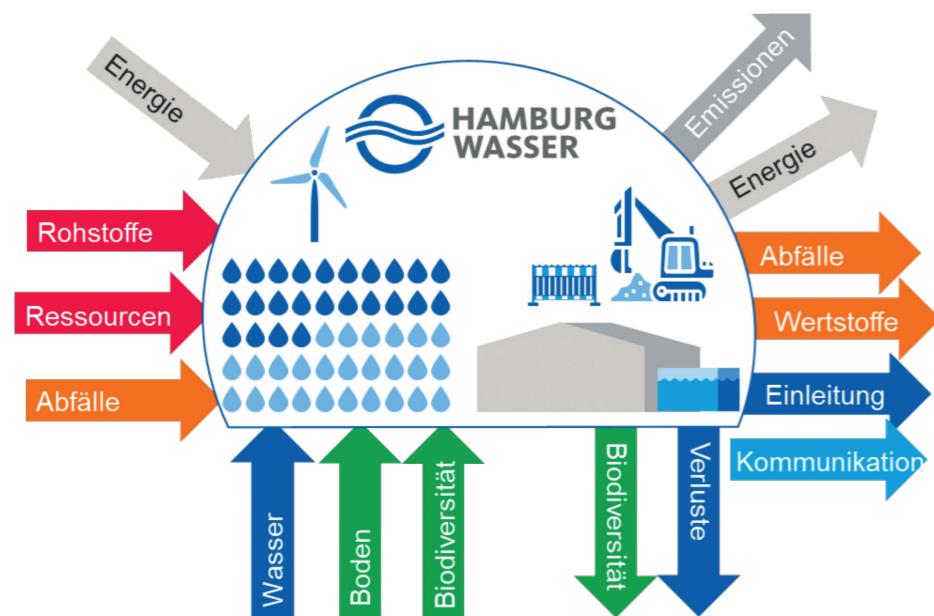 Energie
Rohstoffe
Ressourcen
Abfälle
HAMBURG
WASSER
Emissionen
Energie
Abfälle
Wertstoffe
Einleitung
Kommunikation
Wasser
Boden
Biodiversität
Biodiversität
Verluste